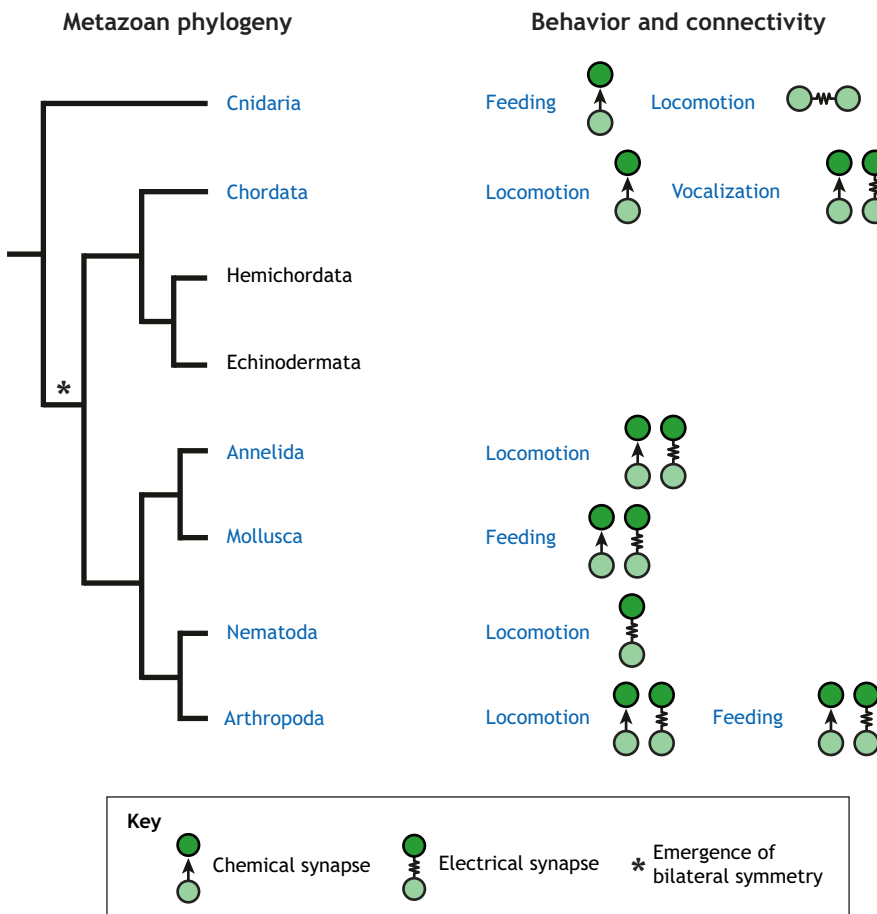 Metazoan phylogeny
Behavior and connectivity
Cnidaria
Feeding
Locomotion
Chordata
Locomotion
Vocalization
Hemichordata
Echinodermata
*
Annelida
Locomotion
Mollusca
Feeding
Nematoda
Locomotion
Arthropoda
Locomotion
Feeding
Key
Chemical synapse
Electrical synapse
* Emergence of
bilateral symmetry